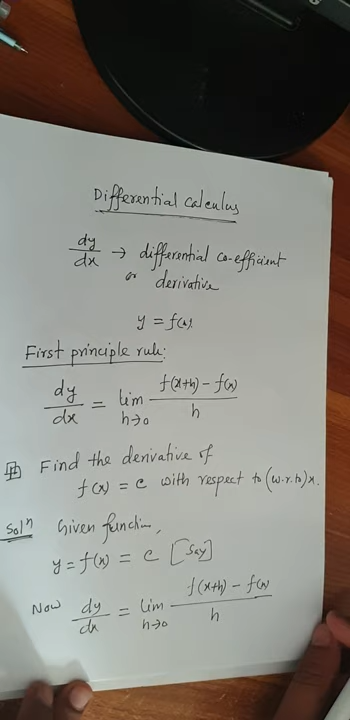 Differential Calculus
dy/dx → differential co-efficient
or derivative
y = f(x).
First principle rule:
dy/dx = lim h→0 f(x+h) - f(x) / h
Find the derivative of
f(x) = c with respect to (w.r.to) x.
Solⁿ Given function,
y = f(x) = c [Say]
Now dy/dx = lim h→0 f(x+h) - f(x) / h